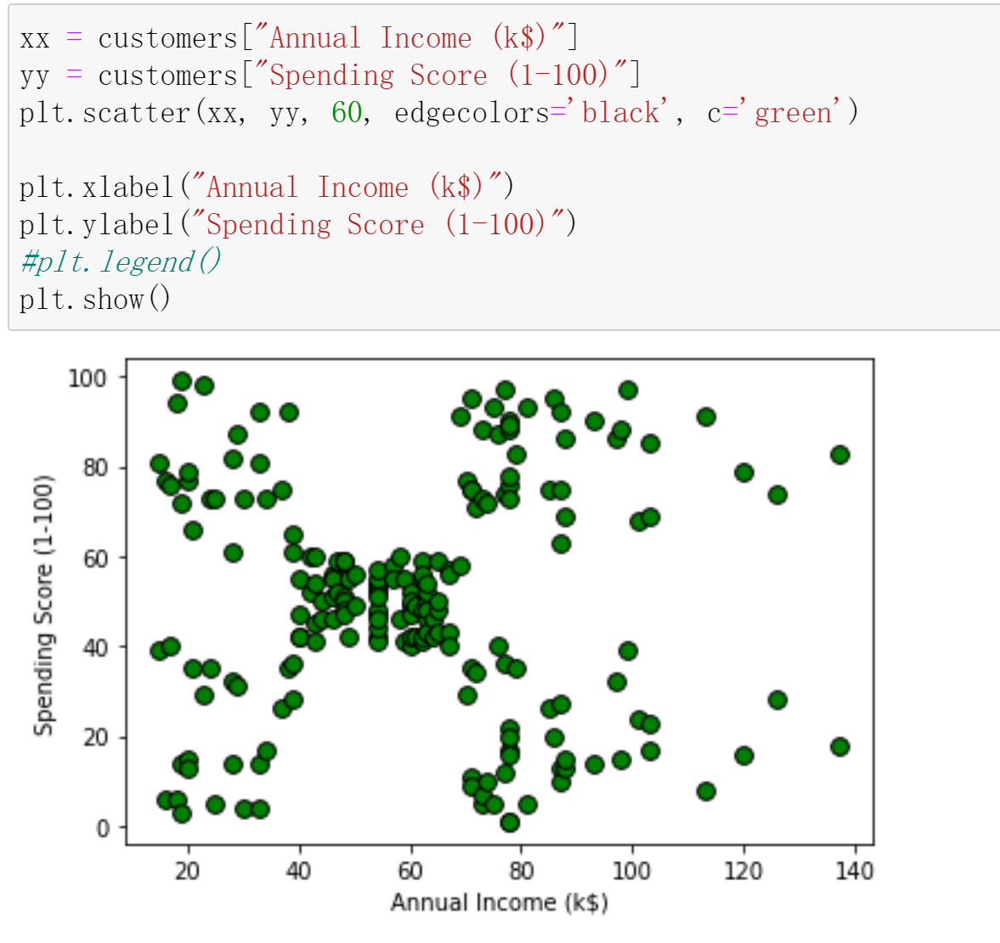 xx = customers["Annual Income (k$)"]
yy = customers["Spending Score (1-100)"]
plt.scatter(xx, yy, 60, edgecolors='black', c='green')
plt.xlabel("Annual Income (k$)")
plt.ylabel("Spending Score (1-100)")
#plt.legend()
plt.show()
100
80
60
40
20
0
Spending Score (1-100)
20 40 60 80 100 120 140
Annual Income (k$)